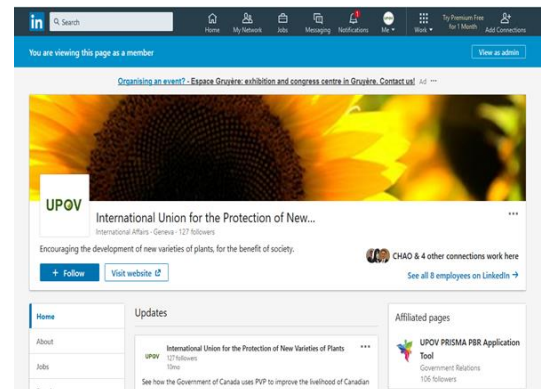 in
Search
Home
My Network
Jobs
Messaging
Notifications
Me
Work
Try Premium Free
for 1 Month
Add Connections
You are viewing this page as a member
View as admin
Organising an event? - Espace Gruyère: exhibition and congress centre in Gruyère. Contact us! Ad ···
UPOV
International Union for the Protection of New...
International Affairs · Geneva · 127 followers
Encouraging the development of new varieties of plants, for the benefit of society.
CHAO & 4 other connections work here
+ Follow
Visit website
See all 8 employees on LinkedIn →
Home
About
Jobs
Updates
UPOV
International Union for the Protection of New Varieties of Plants
127 followers
10mo
See how the Government of Canada uses PVP to improve the livelihood of Canadian
Affiliated pages
UPOV PRISMA PBR Application
Tool
Government Relations
106 followers